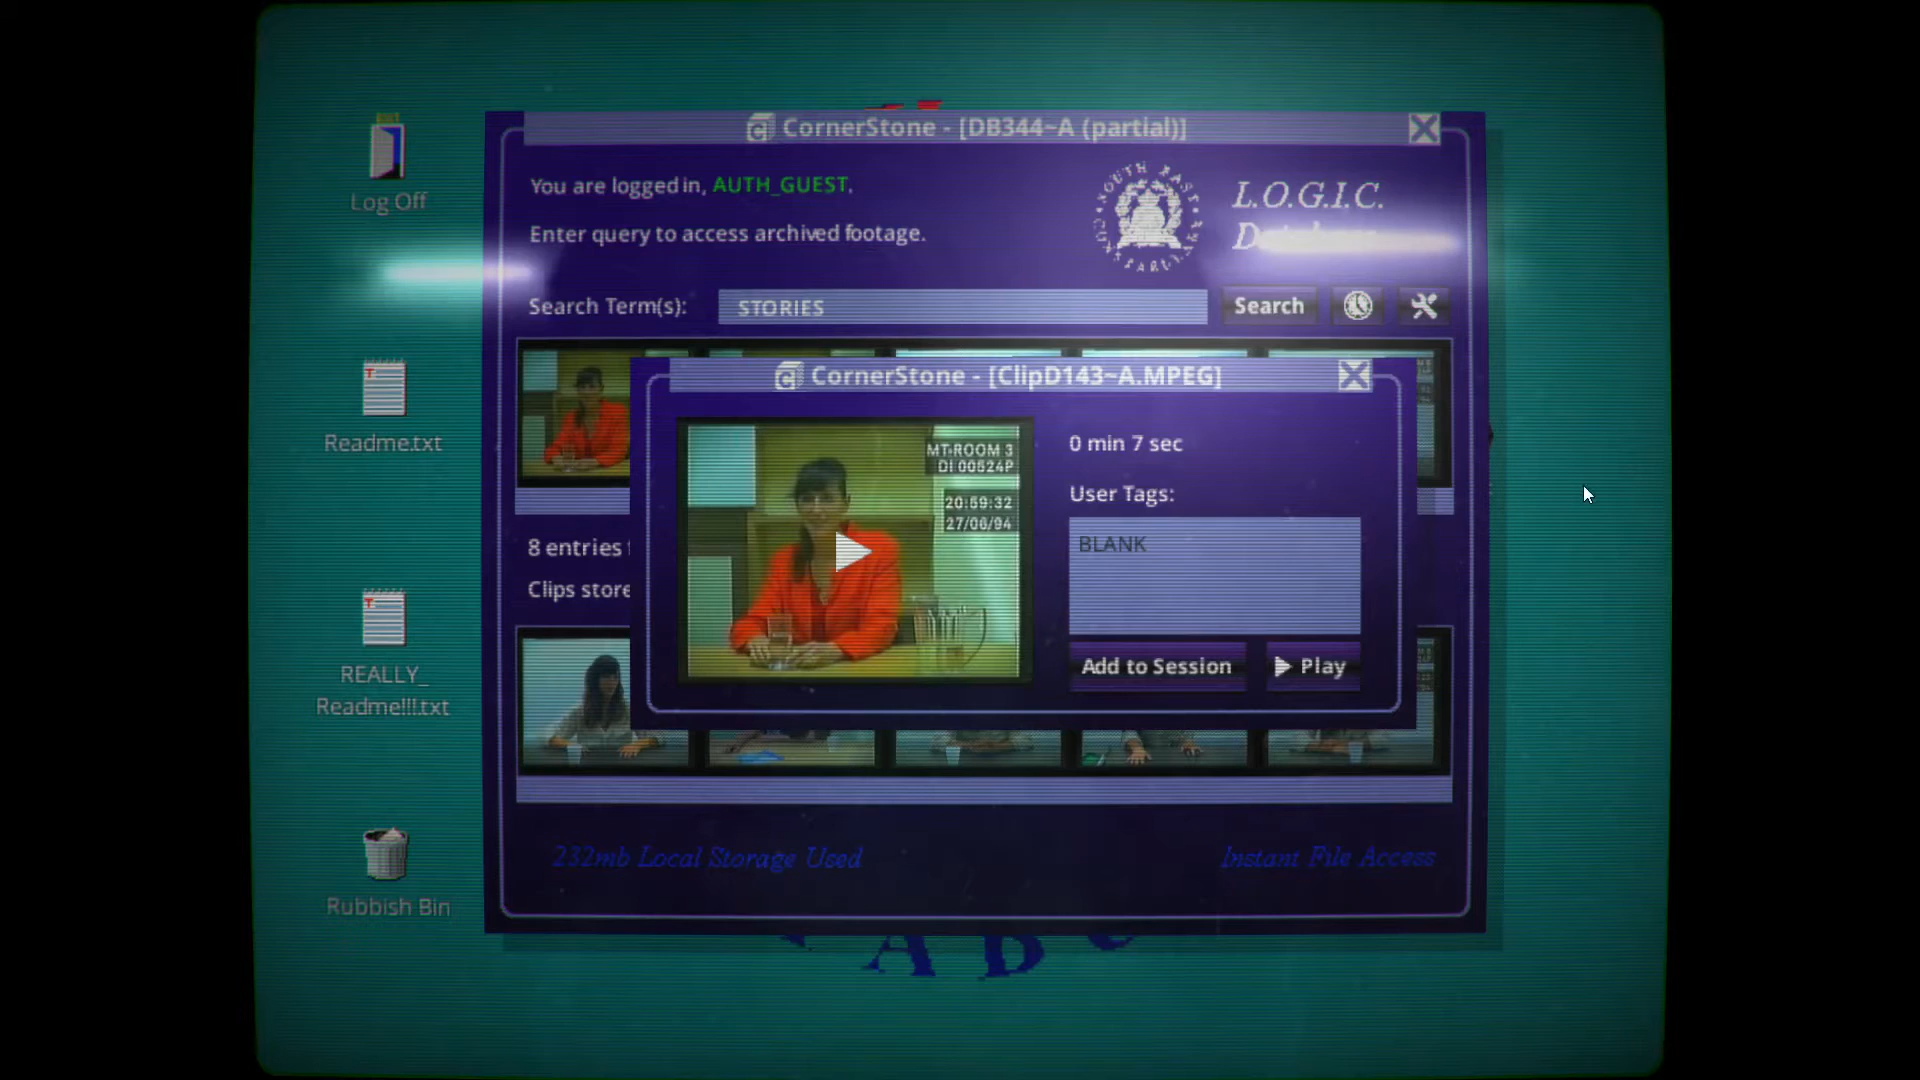 CornerStone - [DB344~A (partial)]
You are logged in, AUTH_GUEST.
Enter query to access archived footage.
SOUTH EAST
L.O.G.I.C.
Log Off
Search Term(s):
STORIES
Search
CornerStone - [ClipD143~A.MPEG]
MT-ROOM 3
DI 00524P
20:59:32
27/06/94
0 min 7 sec
User Tags:
BLANK
Add to Session
Play
Readme.txt
8 entries
REALLY_
Readme!!!.txt
232mb Local Storage Used
Instant File Access
Rubbish Bin
A B